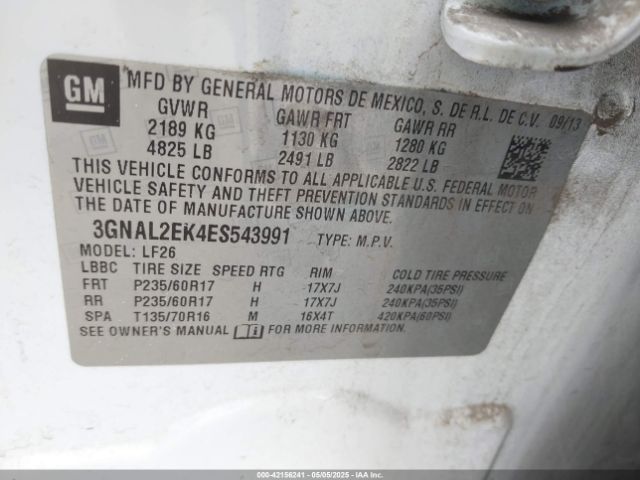 GM
MFD BY GENERAL MOTORS DE MEXICO, S. DE R.L. DE C.V. 09/13
GVWR GAWR FRT GAWR RR
2189 KG 1130 KG 1280 KG
4825 LB 2491 LB 2822 LB
THIS VEHICLE CONFORMS TO ALL APPLICABLE U.S. FEDERAL MOTOR
VEHICLE SAFETY AND THEFT PREVENTION STANDARDS IN EFFECT ON
THE DATE OF MANUFACTURE SHOWN ABOVE.
3GNAL2EK4ES543991 TYPE: M.P.V.
MODEL: LF26
LBBC TIRE SIZE SPEED RTG RIM COLD TIRE PRESSURE
FRT P235/60R17 H 17X7J 240KPA(35PSI)
RR P235/60R17 H 17X7J 240KPA(35PSI)
SPA T135/70R16 M 16X4T 420KPA(60PSI)
SEE OWNER'S MANUAL FOR MORE INFORMATION.
000-42156241 - 05/05/2025 - IAAI.com